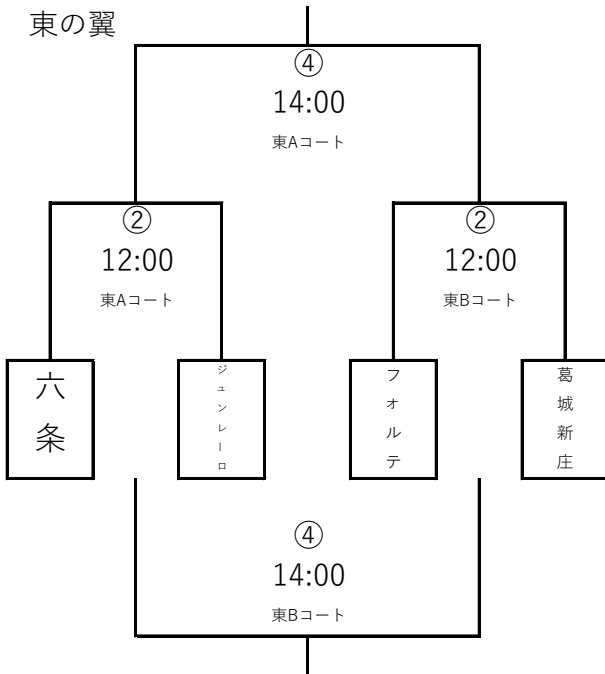 東の翼
④
14:00
東Aコート
②
12:00
東Aコート
②
12:00
東Bコート
六条
ジュンレーロ
フォルテ
葛城新庄
④
14:00
東Bコート